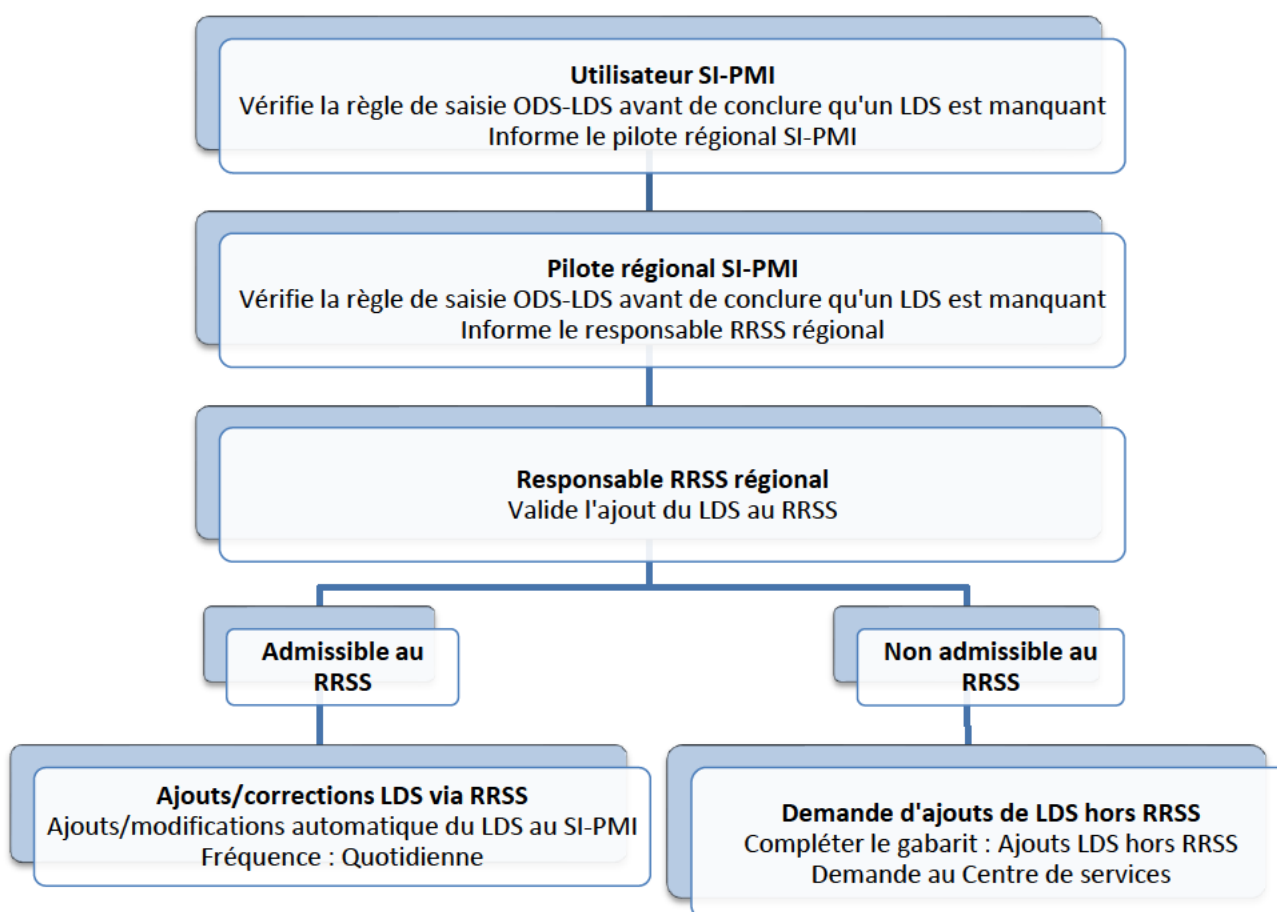 Utilisateur SI-PMI
Vérifie la règle de saisie ODS-LDS avant de conclure qu'un LDS est manquant
Informe le pilote régional SI-PMI
Pilote régional SI-PMI
Vérifie la règle de saisie ODS-LDS avant de conclure qu'un LDS est manquant
Informe le responsable RRSS régional
Responsable RRSS régional
Valide l'ajout du LDS au RRSS
Admissible au
RRSS
Non admissible au
RRSS
Ajouts/corrections LDS via RRSS
Ajouts/modifications automatique du LDS au SI-PMI
Fréquence : Quotidienne
Demande d'ajouts de LDS hors RRSS
Compléter le gabarit : Ajouts LDS hors RRSS
Demande au Centre de services